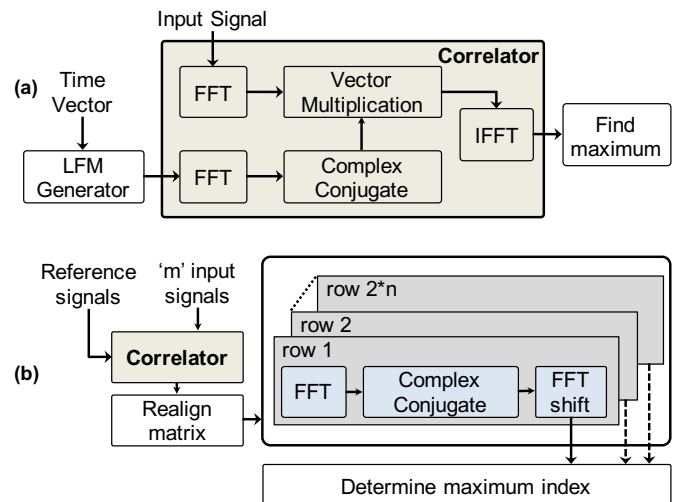 Input Signal
(a)
Time
Vector
Correlator
FFT
Vector
Multiplication
IFFT
Find
maximum
LFM
Generator
FFT
Complex
Conjugate
(b)
Reference
signals
'm' input
signals
Correlator
Realign
matrix
row 2*n
row 2
row 1
FFT
Complex
Conjugate
FFT
shift
Determine maximum index